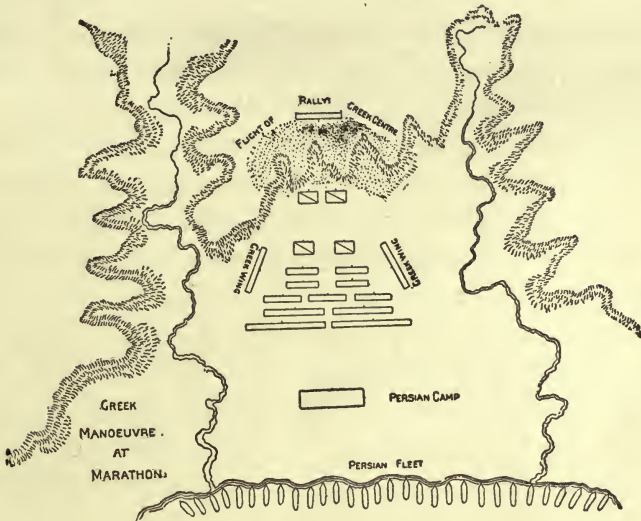 RALLY
FLIGHT OF GREEK CENTRE
GREEK WING
GREEK WING
PERSIAN CAMP
GREEK
MANOEUVRE.
AT
MARATHON.
PERSIAN FLEET